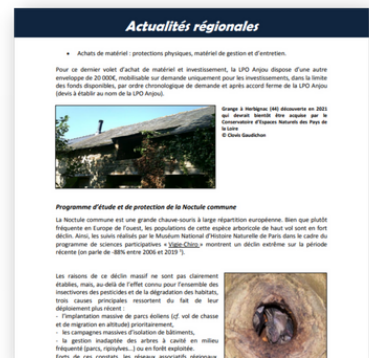 Actualités régionales
• Achats de matériel : protections physiques, matériel de gestion et d'entretien.
Pour ce dernier volet d'achat de matériel et investissement, la LPO Anjou dispose d'une autre
enveloppe de 20 000€, mobilisable sur demande uniquement pour les investissements, dans la limite
des fonds disponibles, par ordre chronologique de demande et après accord ferme de la LPO Anjou
(devis à établir au nom de la LPO Anjou).
Grange à Herbignac (44) découverte en 2021
qui devrait bientôt être acquise par le
Conservatoire d'Espaces Naturels des Pays de
la Loire
© Clovis Gaudichon
Programme d'étude et de protection de la Noctule commune
La Noctule commune est une grande chauve-souris à large répartition européenne. Bien que plutôt
fréquente en Europe de l'ouest, les populations de cette espèce arboricole de haut vol sont en fort
déclin. Ainsi, les suivis réalisés par le Muséum National d'Histoire Naturelle de Paris dans le cadre du
programme de sciences participatives « Vigie-Chiro » montrent un déclin extrême sur la période
récente (on parle de -88% entre 2006 et 2019 ¹).
Les raisons de ce déclin massif ne sont pas clairement
établies, mais, au-delà de l'effet connu pour l'ensemble des
insectivores des pesticides et de la dégradation des habitats,
trois causes principales ressortent du fait de leur
déploiement plus récent :
- l'implantation massive de parcs éoliens (cf. vol de chasse
et de migration en altitude) prioritairement,
- les campagnes massives d'isolation de bâtiments,
- la gestion inadaptée des arbres à cavité en milieu
fréquenté (parcs, ripisylves...) ou en forêt exploitée.
Forts de ces constats, les réseaux associatifs régionaux,